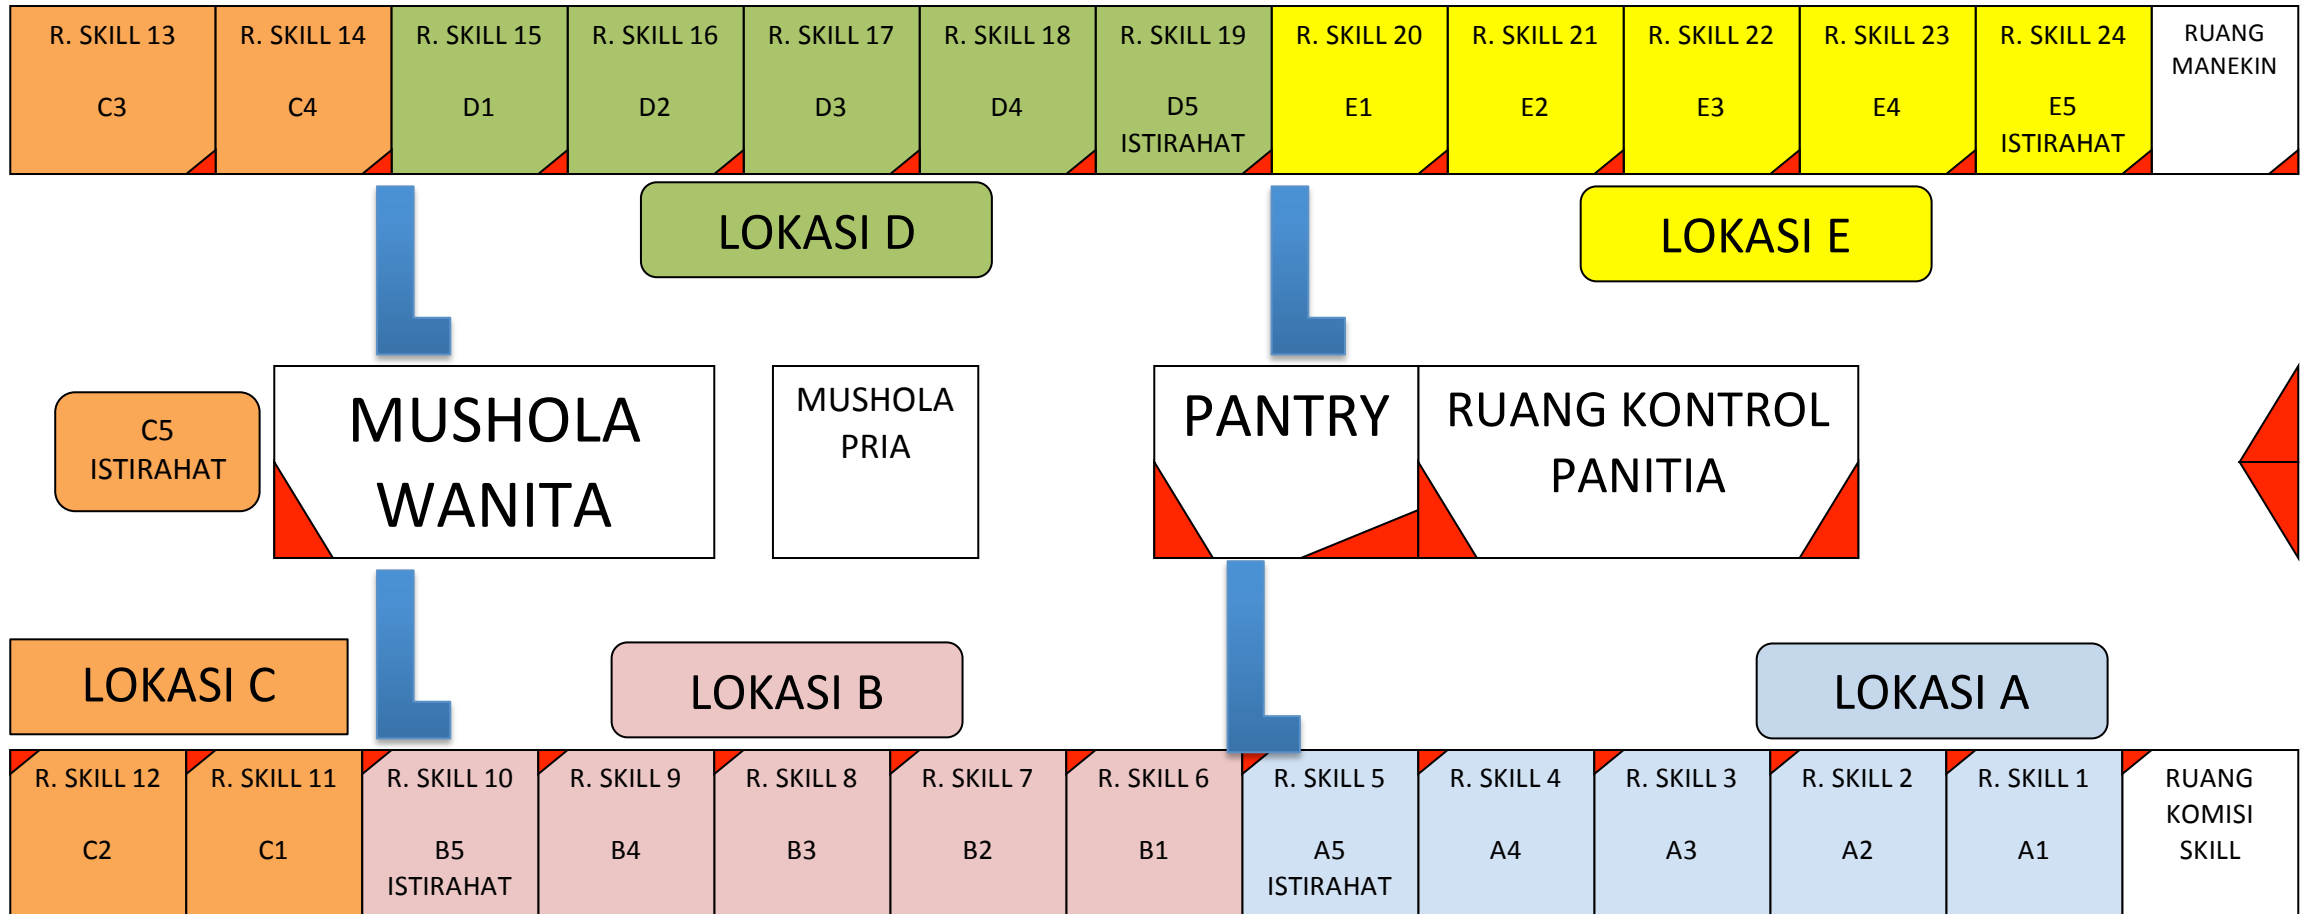 R. SKILL 13
C3
R. SKILL 14
C4
R. SKILL 15
D1
R. SKILL 16
D2
R. SKILL 17
D3
R. SKILL 18
D4
R. SKILL 19
D5
ISTIRAHAT
R. SKILL 20
E1
R. SKILL 21
E2
R. SKILL 22
E3
R. SKILL 23
E4
R. SKILL 24
E5
ISTIRAHAT
RUANG
MANEKIN
LOKASI D
LOKASI E
C5
ISTIRAHAT
MUSHOLA
WANITA
MUSHOLA
PRIA
PANTRY
RUANG KONTROL
PANITIA
LOKASI C
LOKASI B
LOKASI A
R. SKILL 12
C2
R. SKILL 11
C1
R. SKILL 10
B5
ISTIRAHAT
R. SKILL 9
B4
R. SKILL 8
B3
R. SKILL 7
B2
R. SKILL 6
B1
R. SKILL 5
A5
ISTIRAHAT
R. SKILL 4
A4
R. SKILL 3
A3
R. SKILL 2
A2
R. SKILL 1
A1
RUANG
KOMISI
SKILL